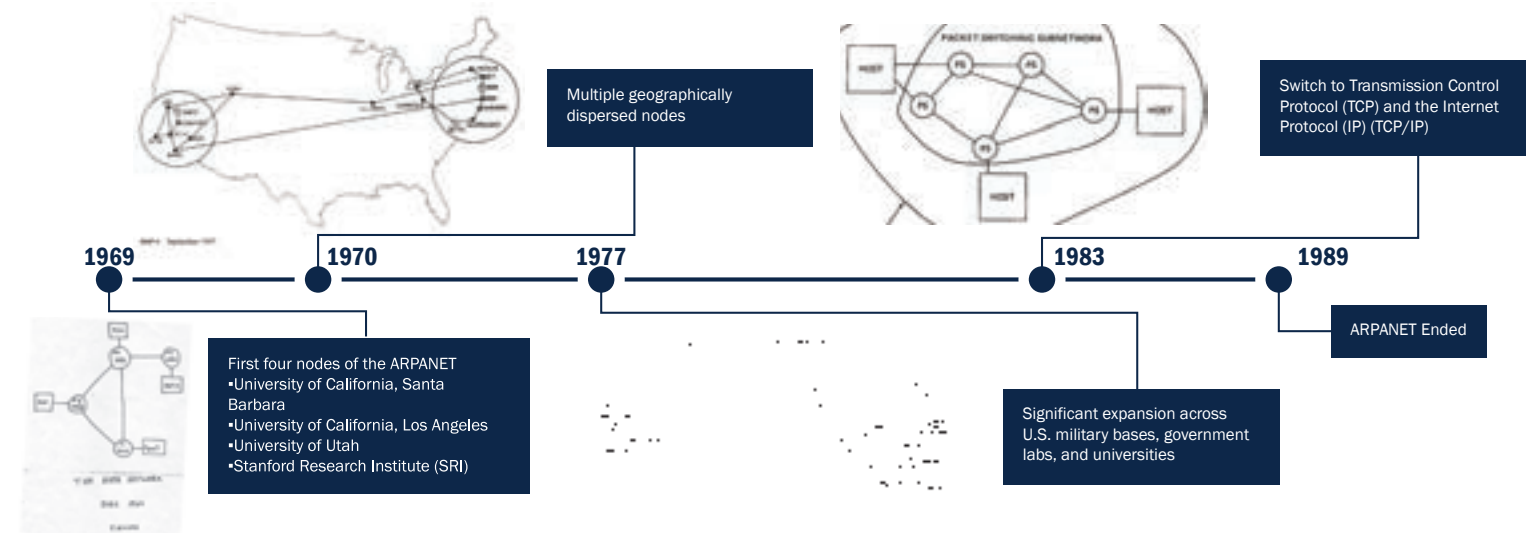 Multiple geographically
dispersed nodes
PACKET SWITCHING SUBNETWORK
HOST
PS
PS
PS
PS
HOST
PS
HOST
Switch to Transmission Control
Protocol (TCP) and the Internet
Protocol (IP) (TCP/IP)
1969
1970
1977
1983
1989
First four nodes of the ARPANET
▪University of California, Santa
Barbara
▪University of California, Los Angeles
▪University of Utah
▪Stanford Research Institute (SRI)
Significant expansion across
U.S. military bases, government
labs, and universities
ARPANET Ended